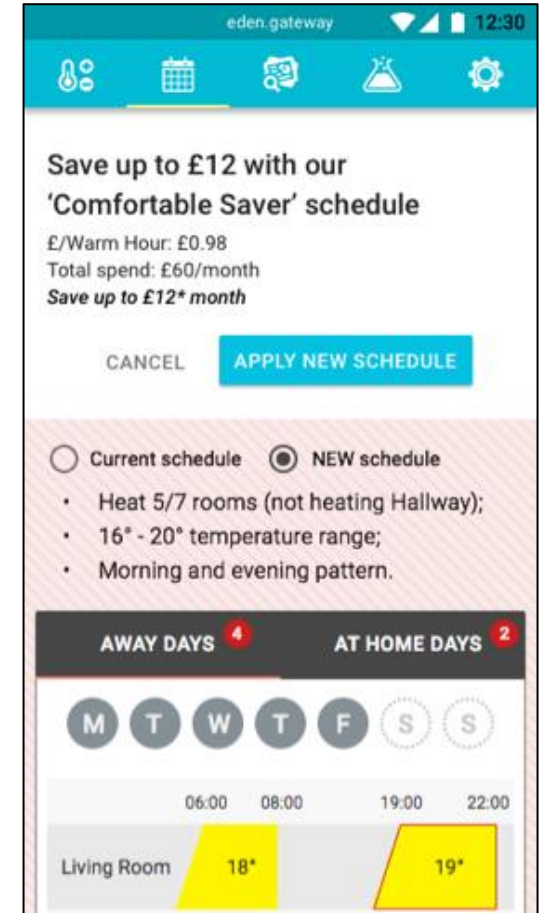 eden.gateway 12:30
Save up to £12 with our
‘Comfortable Saver’ schedule
£/Warm Hour: £0.98
Total spend: £60/month
Save up to £12* month
CANCEL APPLY NEW SCHEDULE
Current schedule NEW schedule
• Heat 5/7 rooms (not heating Hallway);
• 16° - 20° temperature range;
• Morning and evening pattern.
AWAY DAYS 4 AT HOME DAYS 2
M T W T F S S
06:00 08:00 19:00 22:00
Living Room 18° 19°